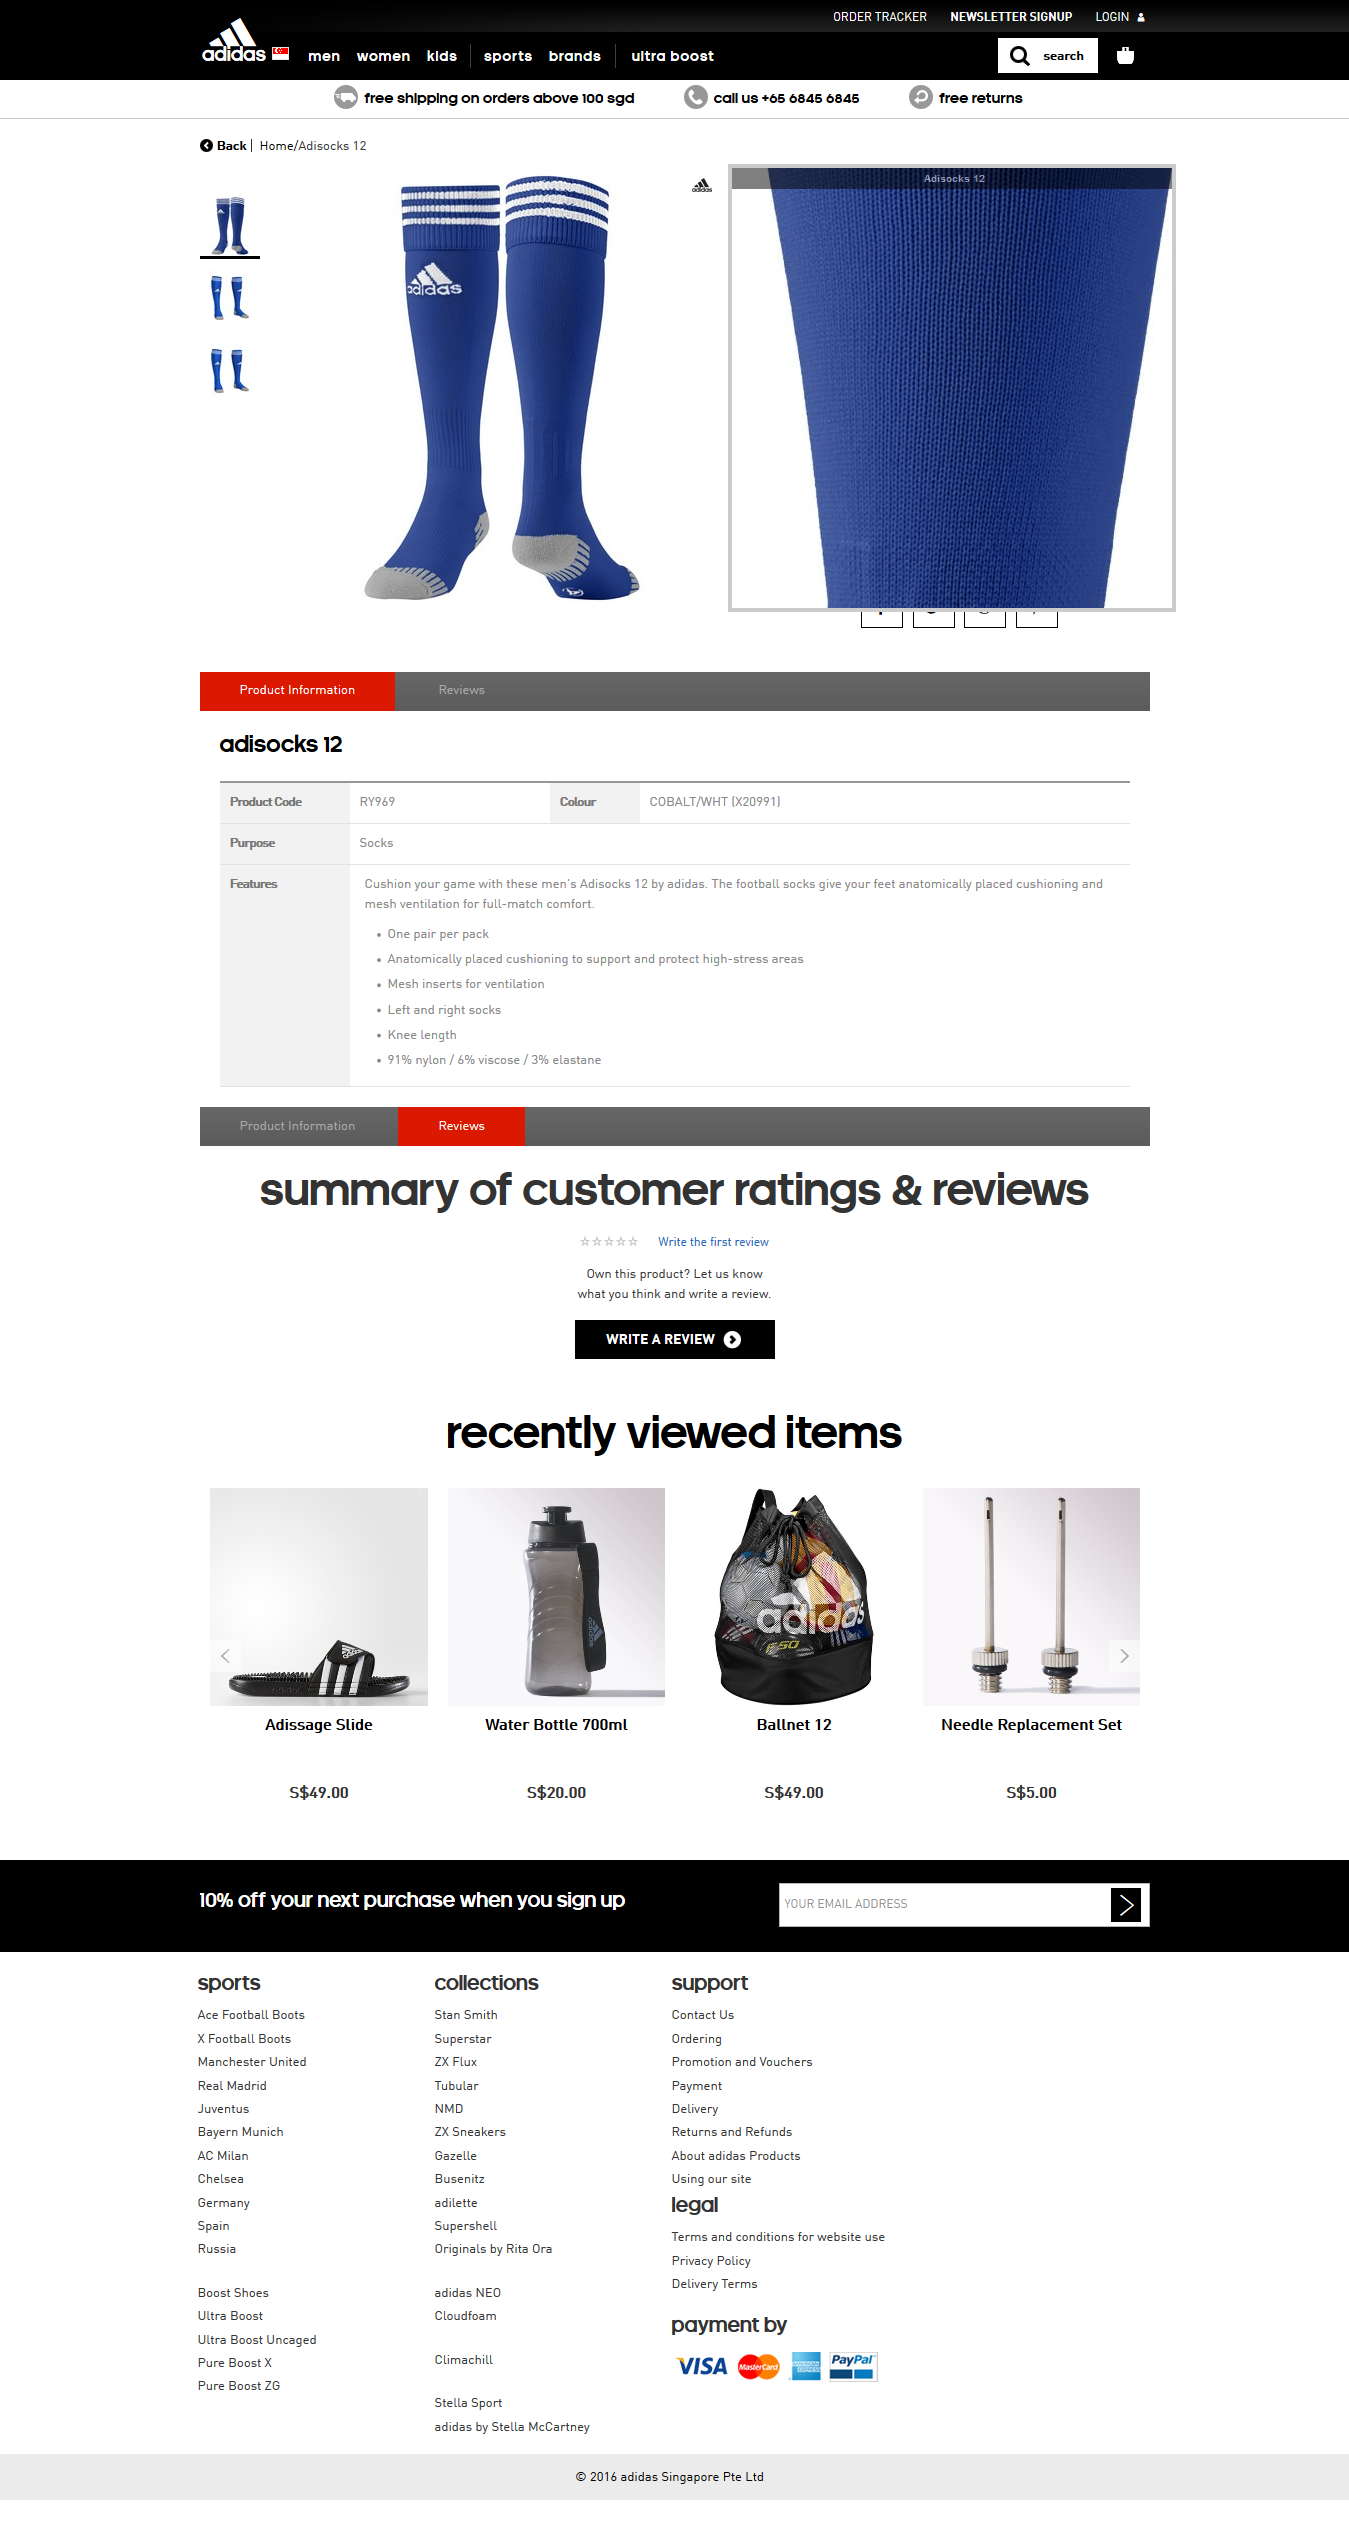 ORDER TRACKER NEWSLETTER SIGNUP LOGIN
adidas men women kids sports brands ultra boost search
free shipping on orders above 100 sgd call us +65 6845 6845 free returns
Back Home/Adisocks 12
adidas
Adisocks 12
adidas
Product Information Reviews
adisocks 12
Product Code RY969 Colour COBALT/WHT (X20991)
Purpose Socks
Features Cushion your game with these men's Adisocks 12 by adidas. The football socks give your feet anatomically placed cushioning and
mesh ventilation for full-match comfort.
• One pair per pack
• Anatomically placed cushioning to support and protect high-stress areas
• Mesh inserts for ventilation
• Left and right socks
• Knee length
• 91% nylon / 6% viscose / 3% elastane
Product Information Reviews
summary of customer ratings & reviews
Write the first review
Own this product? Let us know
what you think and write a review.
WRITE A REVIEW
recently viewed items
adidas
F50
Adissage Slide Water Bottle 700ml Ballnet 12 Needle Replacement Set
S$49.00 S$20.00 S$49.00 S$5.00
10% off your next purchase when you sign up YOUR EMAIL ADDRESS
sports
Ace Football Boots
X Football Boots
Manchester United
Real Madrid
Juventus
Bayern Munich
AC Milan
Chelsea
Germany
Spain
Russia
Boost Shoes
Ultra Boost
Ultra Boost Uncaged
Pure Boost X
Pure Boost ZG
collections
Stan Smith
Superstar
ZX Flux
Tubular
NMD
ZX Sneakers
Gazelle
Busenitz
adilette
Supershell
Originals by Rita Ora
adidas NEO
Cloudfoam
Climachill
Stella Sport
adidas by Stella McCartney
support
Contact Us
Ordering
Promotion and Vouchers
Payment
Delivery
Returns and Refunds
About adidas Products
Using our site
legal
Terms and conditions for website use
Privacy Policy
Delivery Terms
payment by
VISA MasterCard AMERICAN EXPRESS PayPal
© 2016 adidas Singapore Pte Ltd